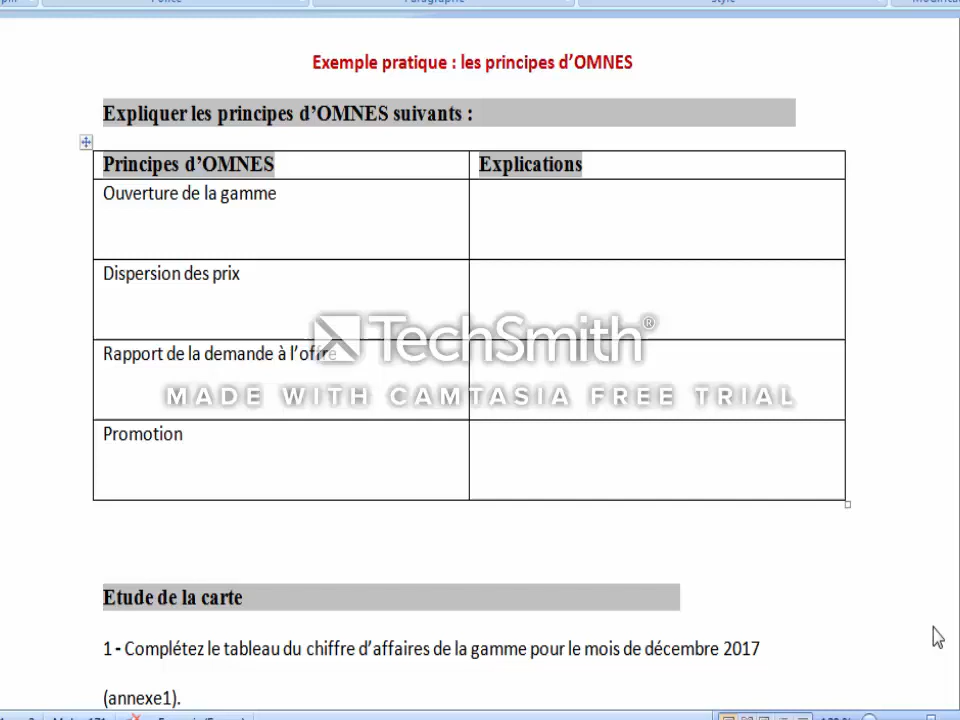 Exemple pratique : les principes d’OMNES
Expliquer les principes d’OMNES suivants :
Principes d’OMNES
Explications
Ouverture de la gamme
Dispersion des prix
Rapport de la demande à l’offre
Promotion
TechSmith®
MADE WITH CAMTASIA FREE TRIAL
Etude de la carte
1 - Complétez le tableau du chiffre d’affaires de la gamme pour le mois de décembre 2017
(annexe1).